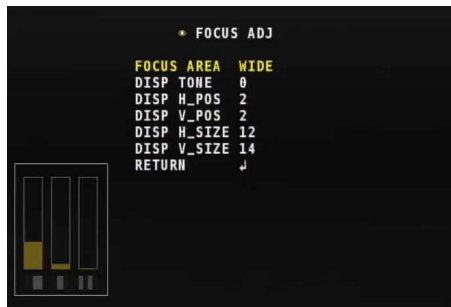 * FOCUS ADJ
FOCUS AREA WIDE
DISP TONE 0
DISP H_POS 2
DISP V_POS 2
DISP H_SIZE 12
DISP V_SIZE 14
RETURN ↲